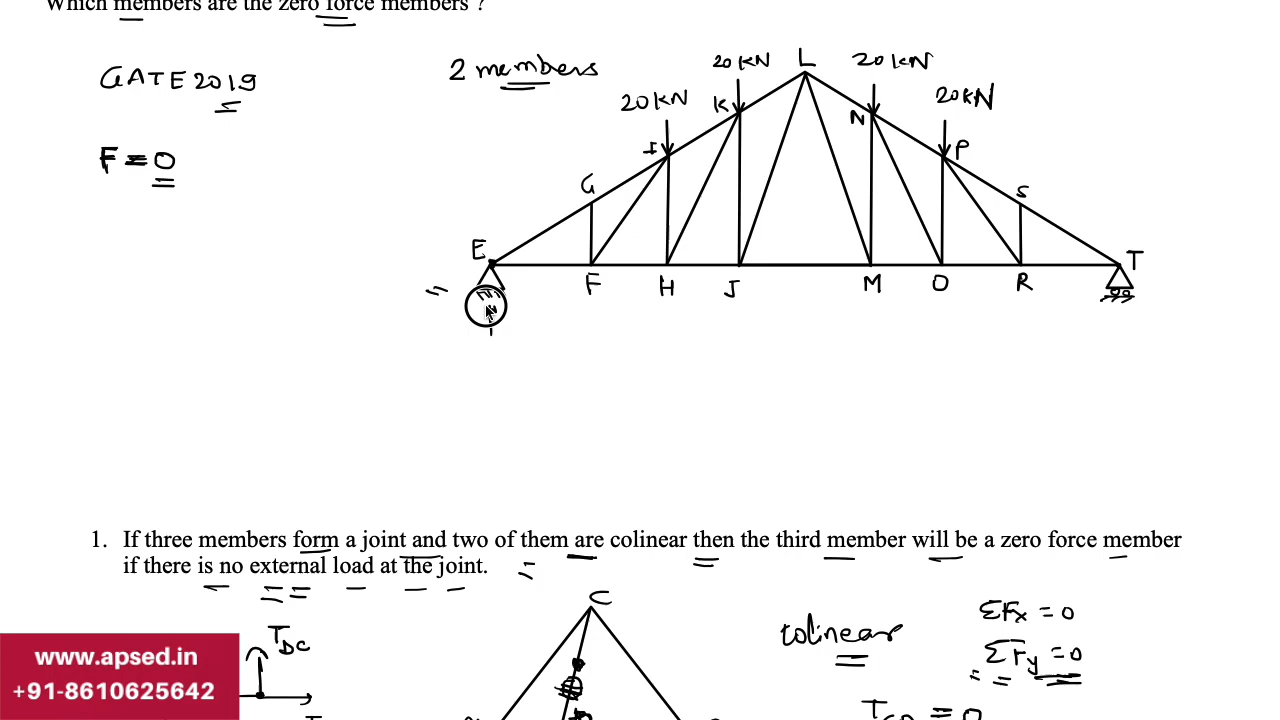 Which members are the zero force members ?
GATE 2019
2 members
F = 0
20 KN
20 KN
L
20 KN
20 KN
I
K
N
P
G
S
E
T
F
H
J
M
O
R
1. If three members form a joint and two of them are colinear then the third member will be a zero force member
if there is no external load at the joint.
T DC
C
colinear
ΣFx = 0
ΣFy = 0
= 0
www.apsed.in
+91-8610625642